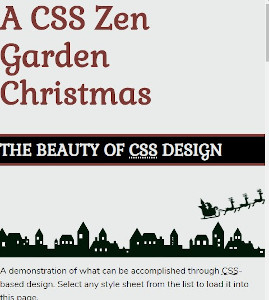 A CSS Zen
Garden
Christmas
THE BEAUTY OF CSS DESIGN
A demonstration of what can be accomplished through CSS-
based design. Select any style sheet from the list to load it into
this page.